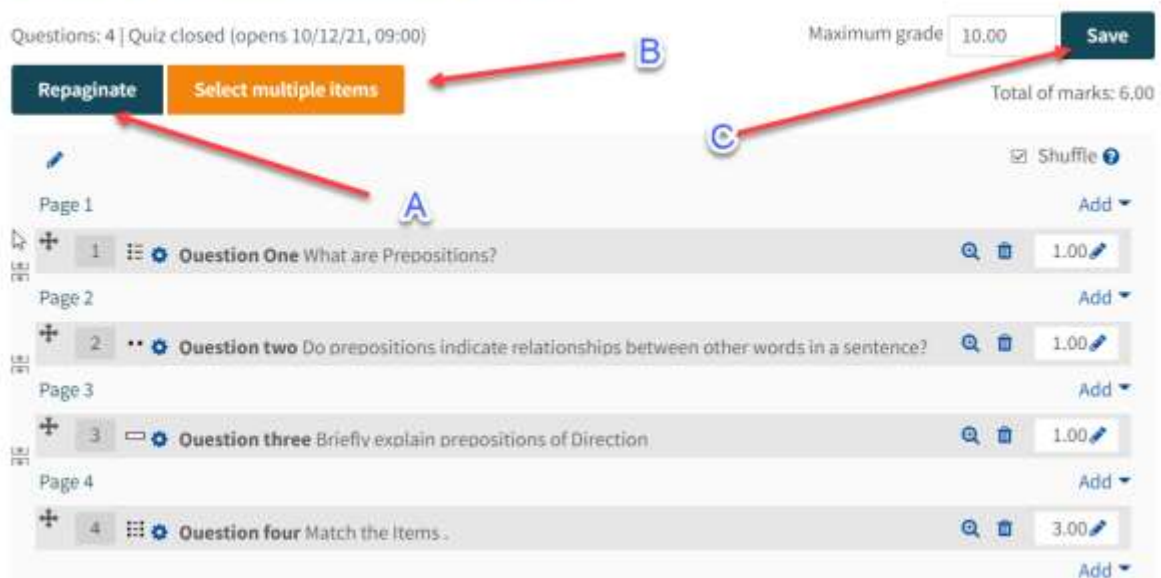 Questions: 4 | Quiz closed (opens 10/12/21, 09:00) Maximum grade 10.00 Save
B
Repaginate Select multiple items Total of marks: 6.00
C
Shuffle
Page 1 Add
A
1 Question One What are Prepositions? 1.00
Page 2 Add
2 Question two Do prepositions indicate relationships between other words in a sentence? 1.00
Page 3 Add
3 Question three Briefly explain prepositions of Direction 1.00
Page 4 Add
4 Question four Match the Items . 3.00
Add